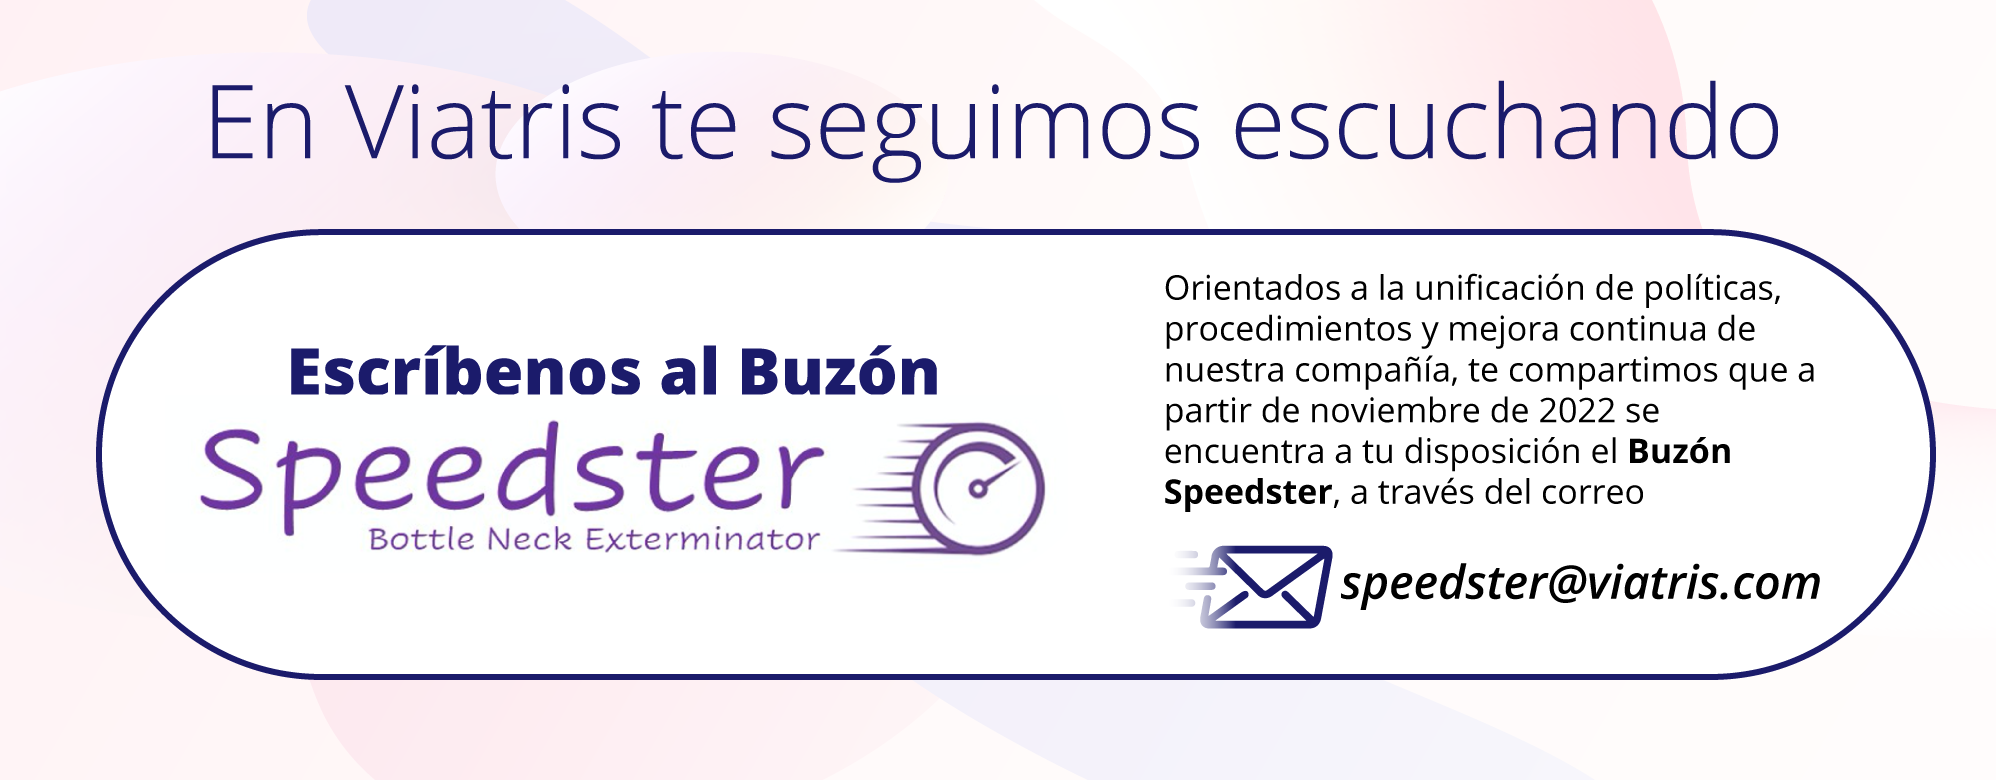 En Viatris te seguimos escuchando
Escríbenos al Buzón
Speedster
Bottle Neck Exterminator
Orientados a la unificación de políticas,
procedimientos y mejora continua de
nuestra compañía, te compartimos que a
partir de noviembre de 2022 se
encuentra a tu disposición el Buzón
Speedster, a través del correo
speedster@viatris.com